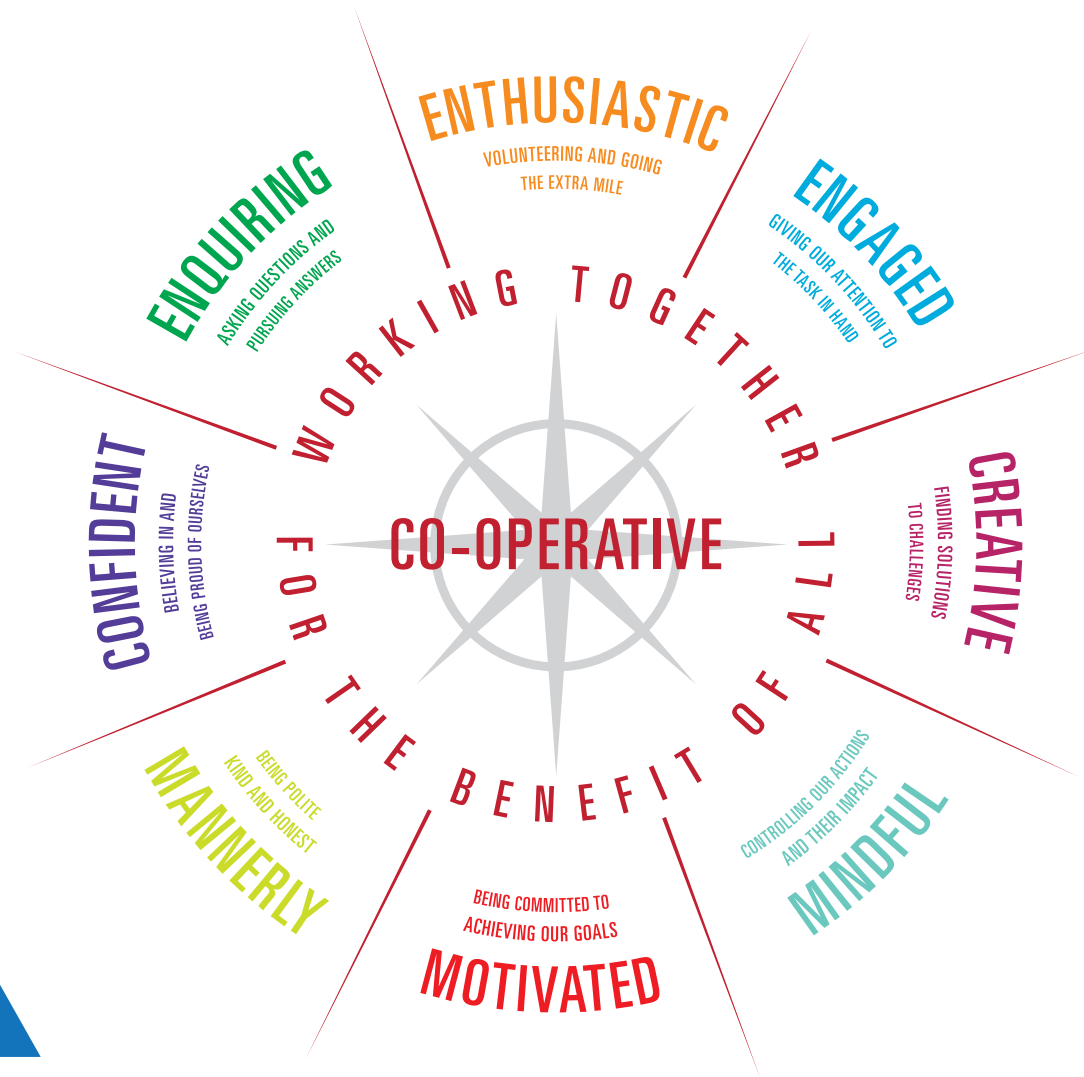 ENTHUSIASTIC
VOLUNTEERING AND GOING
THE EXTRA MILE
ENGAGED
GIVING OUR ATTENTION TO
THE TASK IN HAND
CREATIVE
FINDING SOLUTIONS
TO CHALLENGES
CONTROLLING OUR ACTIONS
AND THEIR IMPACT
MINDFUL
BEING COMMITTED TO
ACHIEVING OUR GOALS
MOTIVATED
BEING POLITE
KIND AND HONEST
MANNERLY
CONFIDENT
BELIEVING IN AND
BEING PROUD OF OURSELVES
ENQUIRING
ASKING QUESTIONS AND
PURSUING ANSWERS
WORKING TOGETHER
FOR THE BENEFIT OF ALL
CO-OPERATIVE